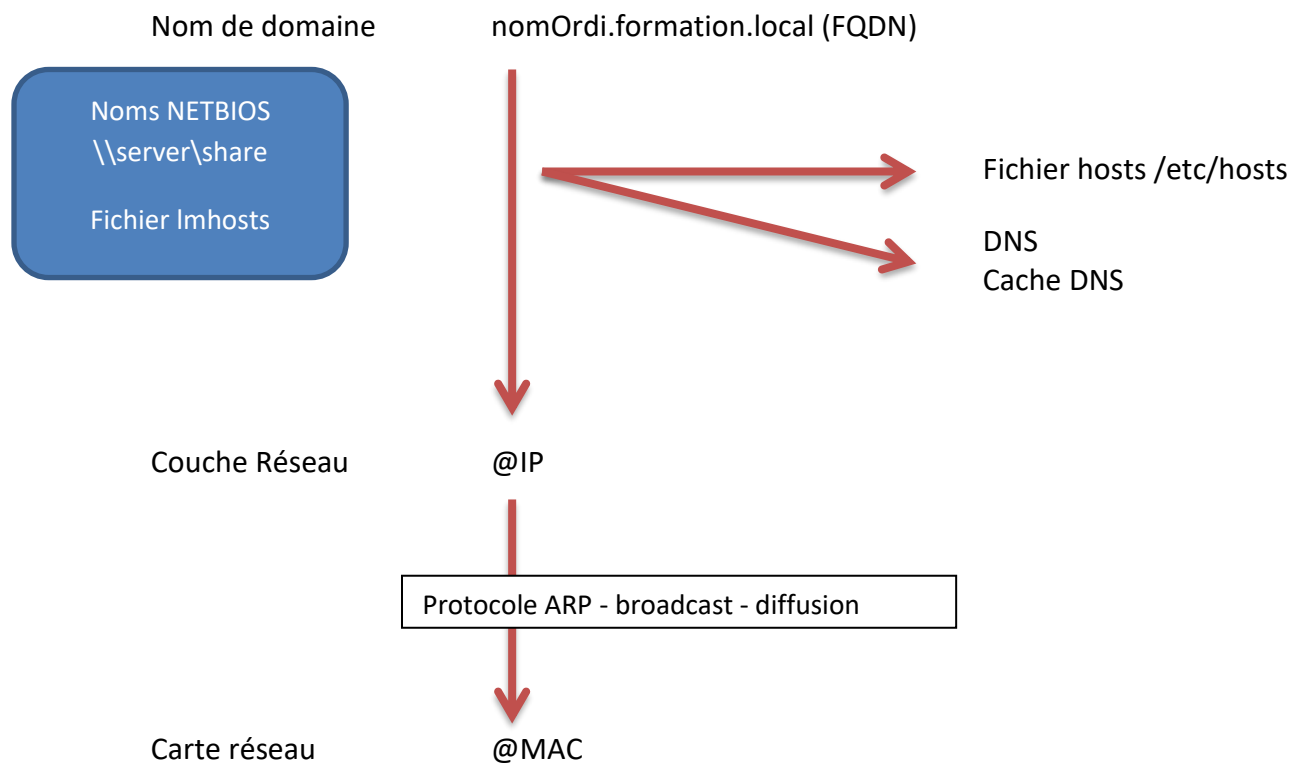 Nom de domaine nomOrdi.formation.local (FQDN)
Noms NETBIOS
\\server\share
Fichier lmhosts
Fichier hosts /etc/hosts
DNS
Cache DNS
Couche Réseau @IP
Protocole ARP - broadcast - diffusion
Carte réseau @MAC